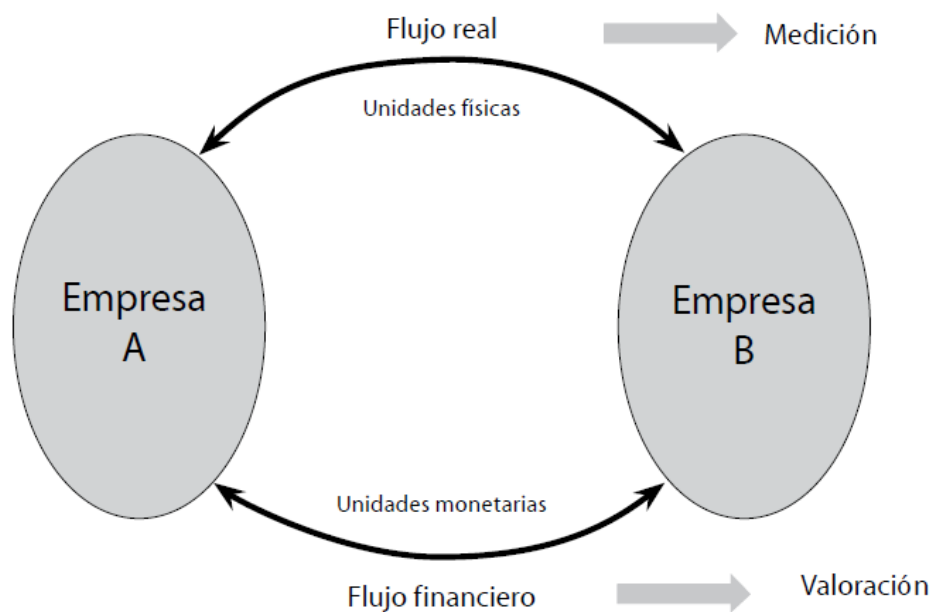 Flujo real
Medición
Unidades físicas
Empresa
A
Empresa
B
Unidades monetarias
Flujo financiero
Valoración